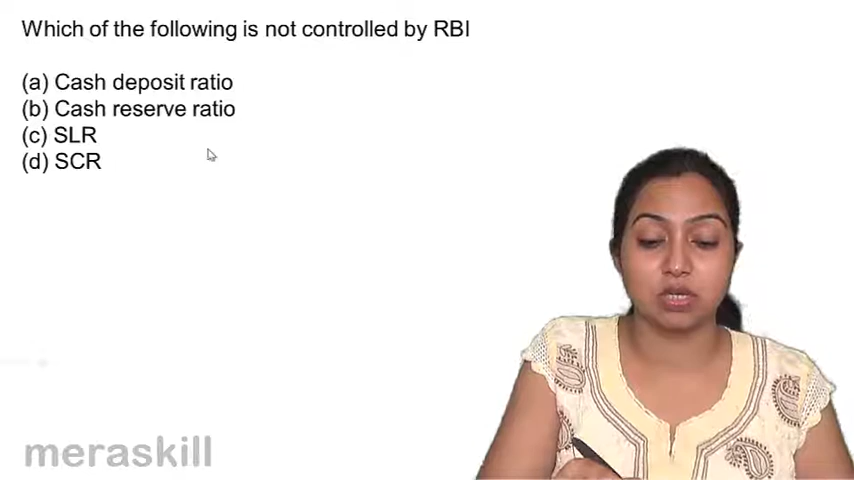 Which of the following is not controlled by RBI
(a) Cash deposit ratio
(b) Cash reserve ratio
(c) SLR
(d) SCR
meraskill